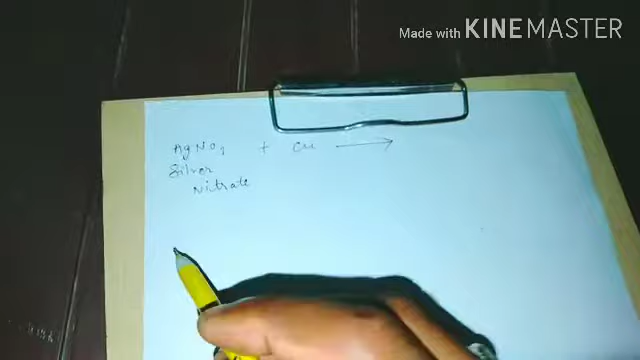 Made with KINEMASTER
AgNO3 + Cu →
Silver
Nitrate